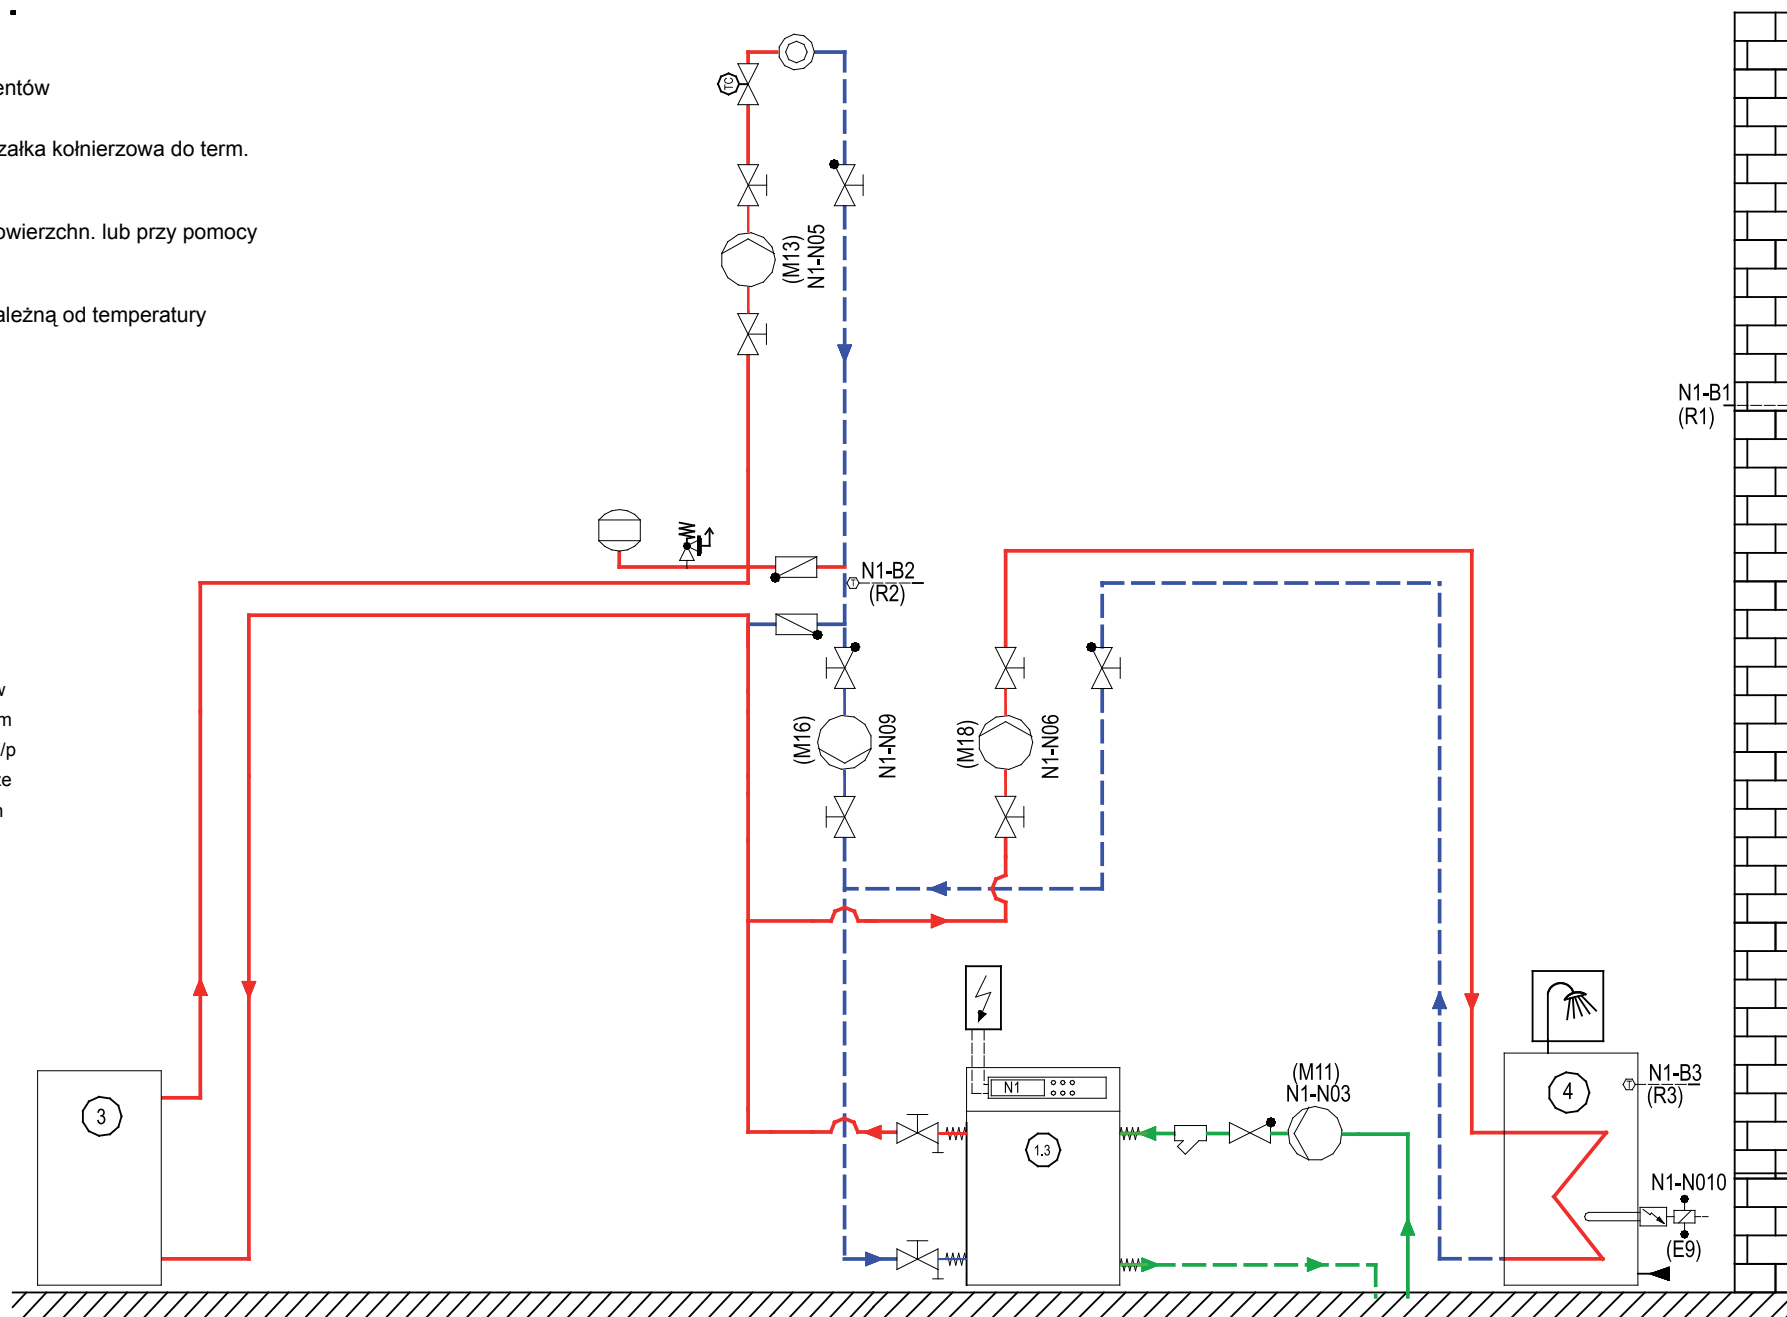 entów
załka kołnierzowa do term.
owierzchn. lub przy pomocy
ależną od temperatury
w
m
/p
te
n
TC
(M13)
N1-N05
N1-B1
(R1)
N1-B2
(R2)
T
(M16)
N1-N09
(M18)
N1-N06
N1
1.3
(M11)
N1-N03
3
4
T
N1-B3
(R3)
N1-N010
(E9)